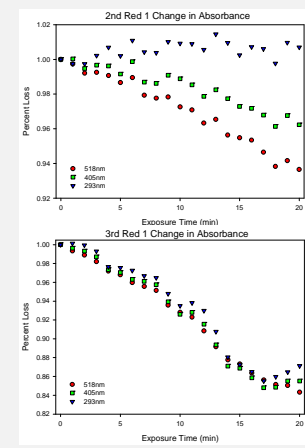 2nd Red 1 Change in Absorbance
1.02
1.00
0.98
0.96
0.94
0.92
Percent Loss
518nm
405nm
293nm
0 5 10 15 20
Exposure Time (min)
3rd Red 1 Change in Absorbance
1.00
0.98
0.96
0.94
0.92
0.90
0.88
0.86
0.84
0.82
Percent Loss
518nm
405nm
293nm
0 5 10 15 20
Exposure Time (min)